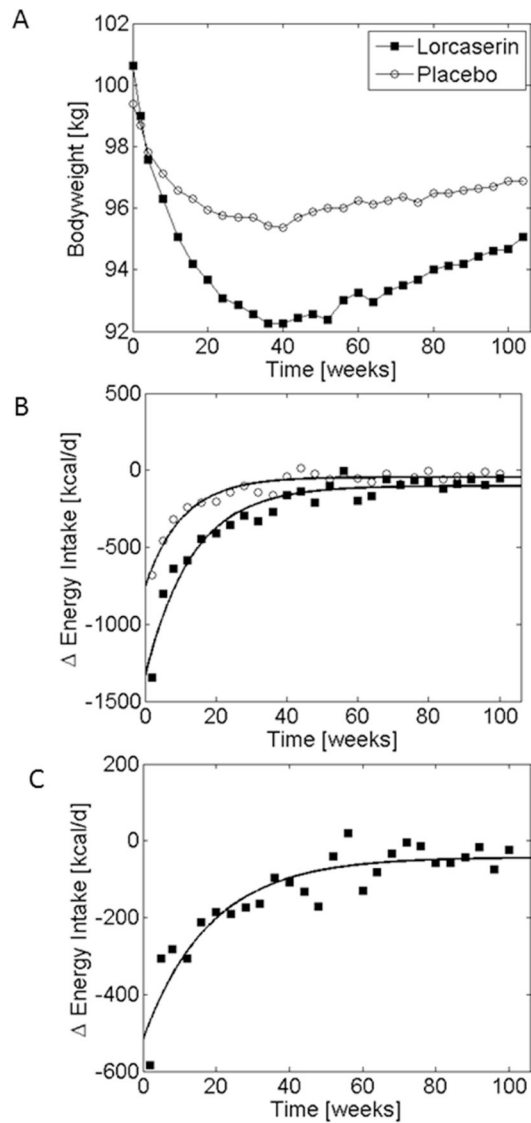 A
102
100
98
96
94
92
Bodyweight [kg]
Lorcaserin
Placebo
0 20 40 60 80 100
Time [weeks]
B
500
0
-500
-1000
-1500
Δ Energy Intake [kcal/d]
0 20 40 60 80 100
Time [weeks]
C
200
0
-200
-400
-600
Δ Energy Intake [kcal/d]
0 20 40 60 80 100
Time [weeks]